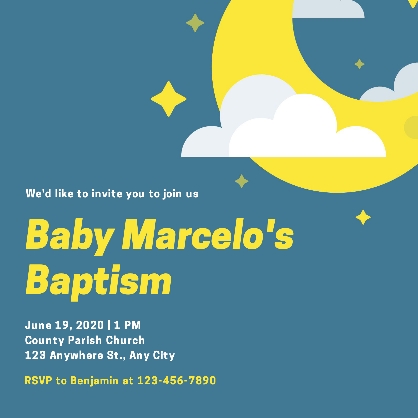 We'd like to invite you to join us
Baby Marcelo's
Baptism
June 19, 2020 | 1 PM
County Parish Church
123 Anywhere St., Any City
RSVP to Benjamin at 123-456-7890